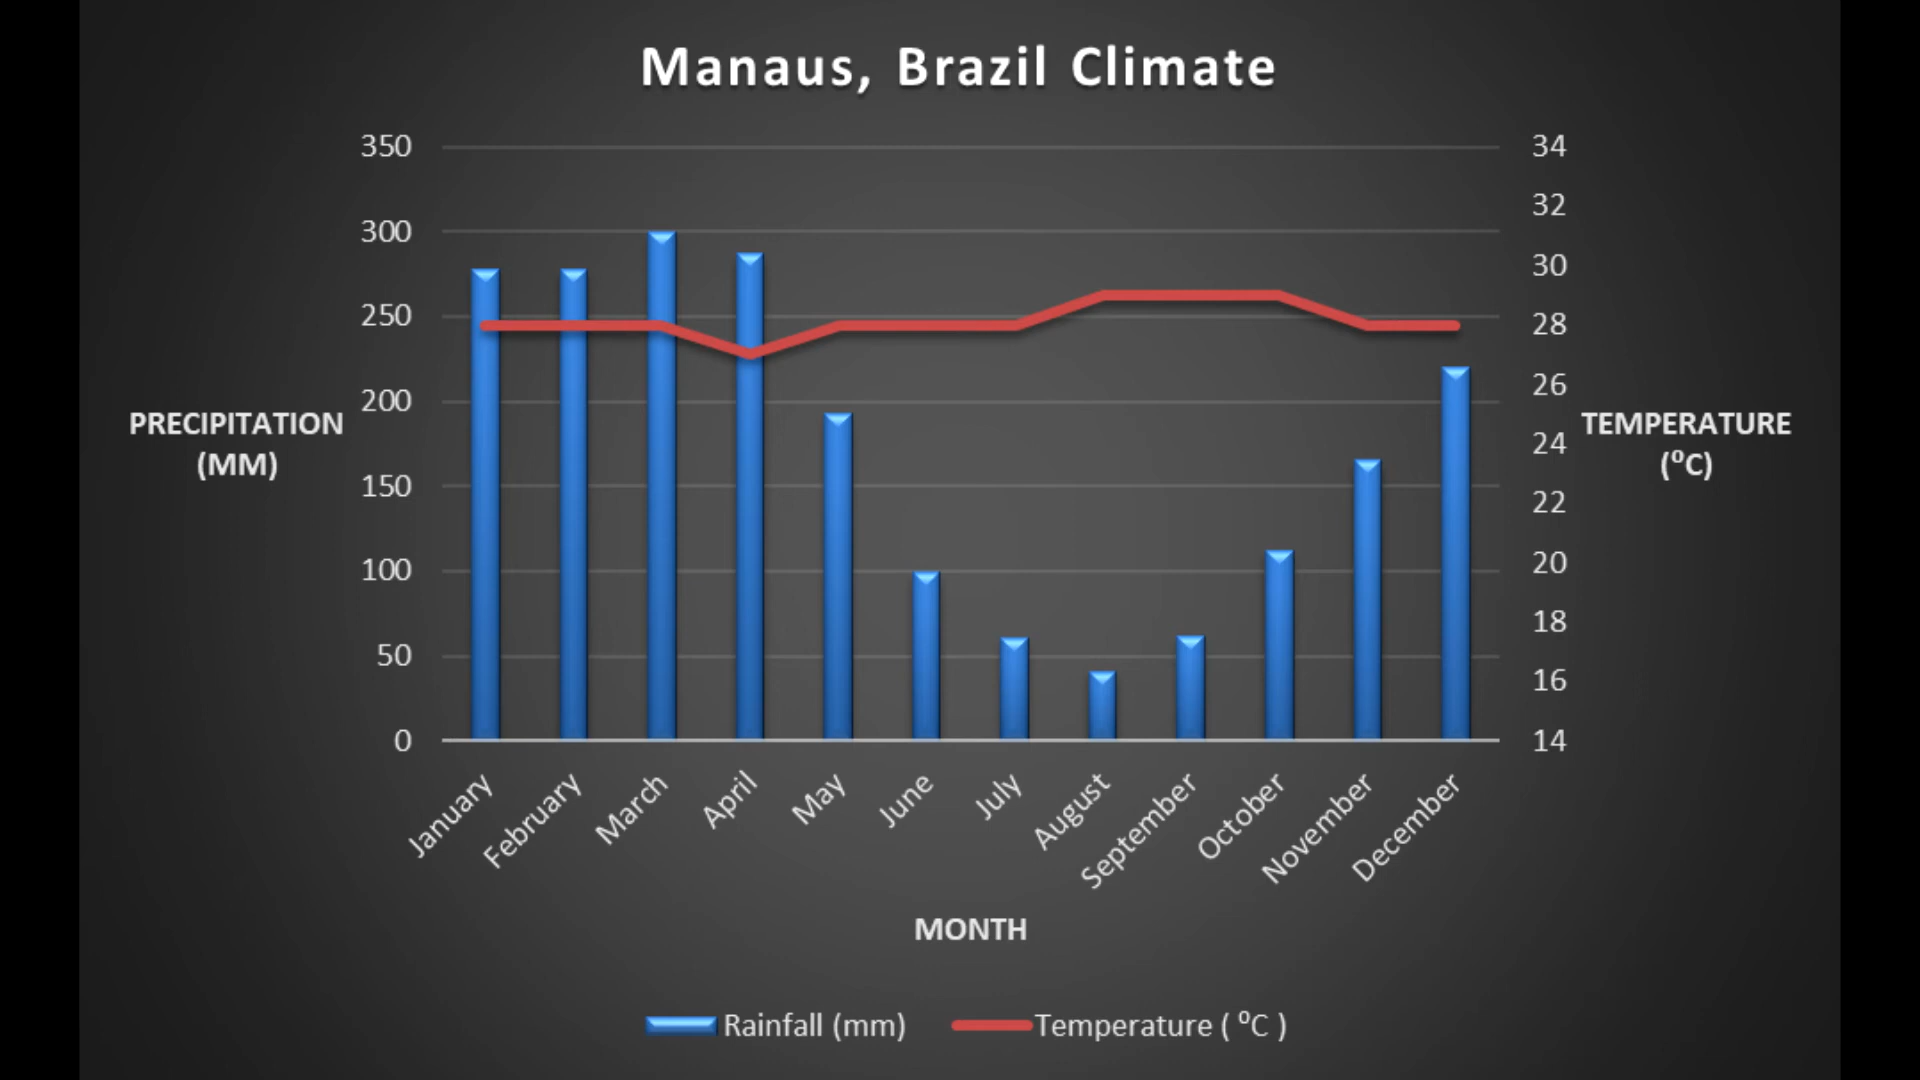 Manaus, Brazil Climate
350
300
250
200
150
100
50
0
PRECIPITATION
(MM)
34
32
30
28
26
24
22
20
18
16
14
TEMPERATURE
(⁰C)
January
February
March
April
May
June
July
August
September
October
November
December
MONTH
Rainfall (mm)
Temperature ( ⁰C )